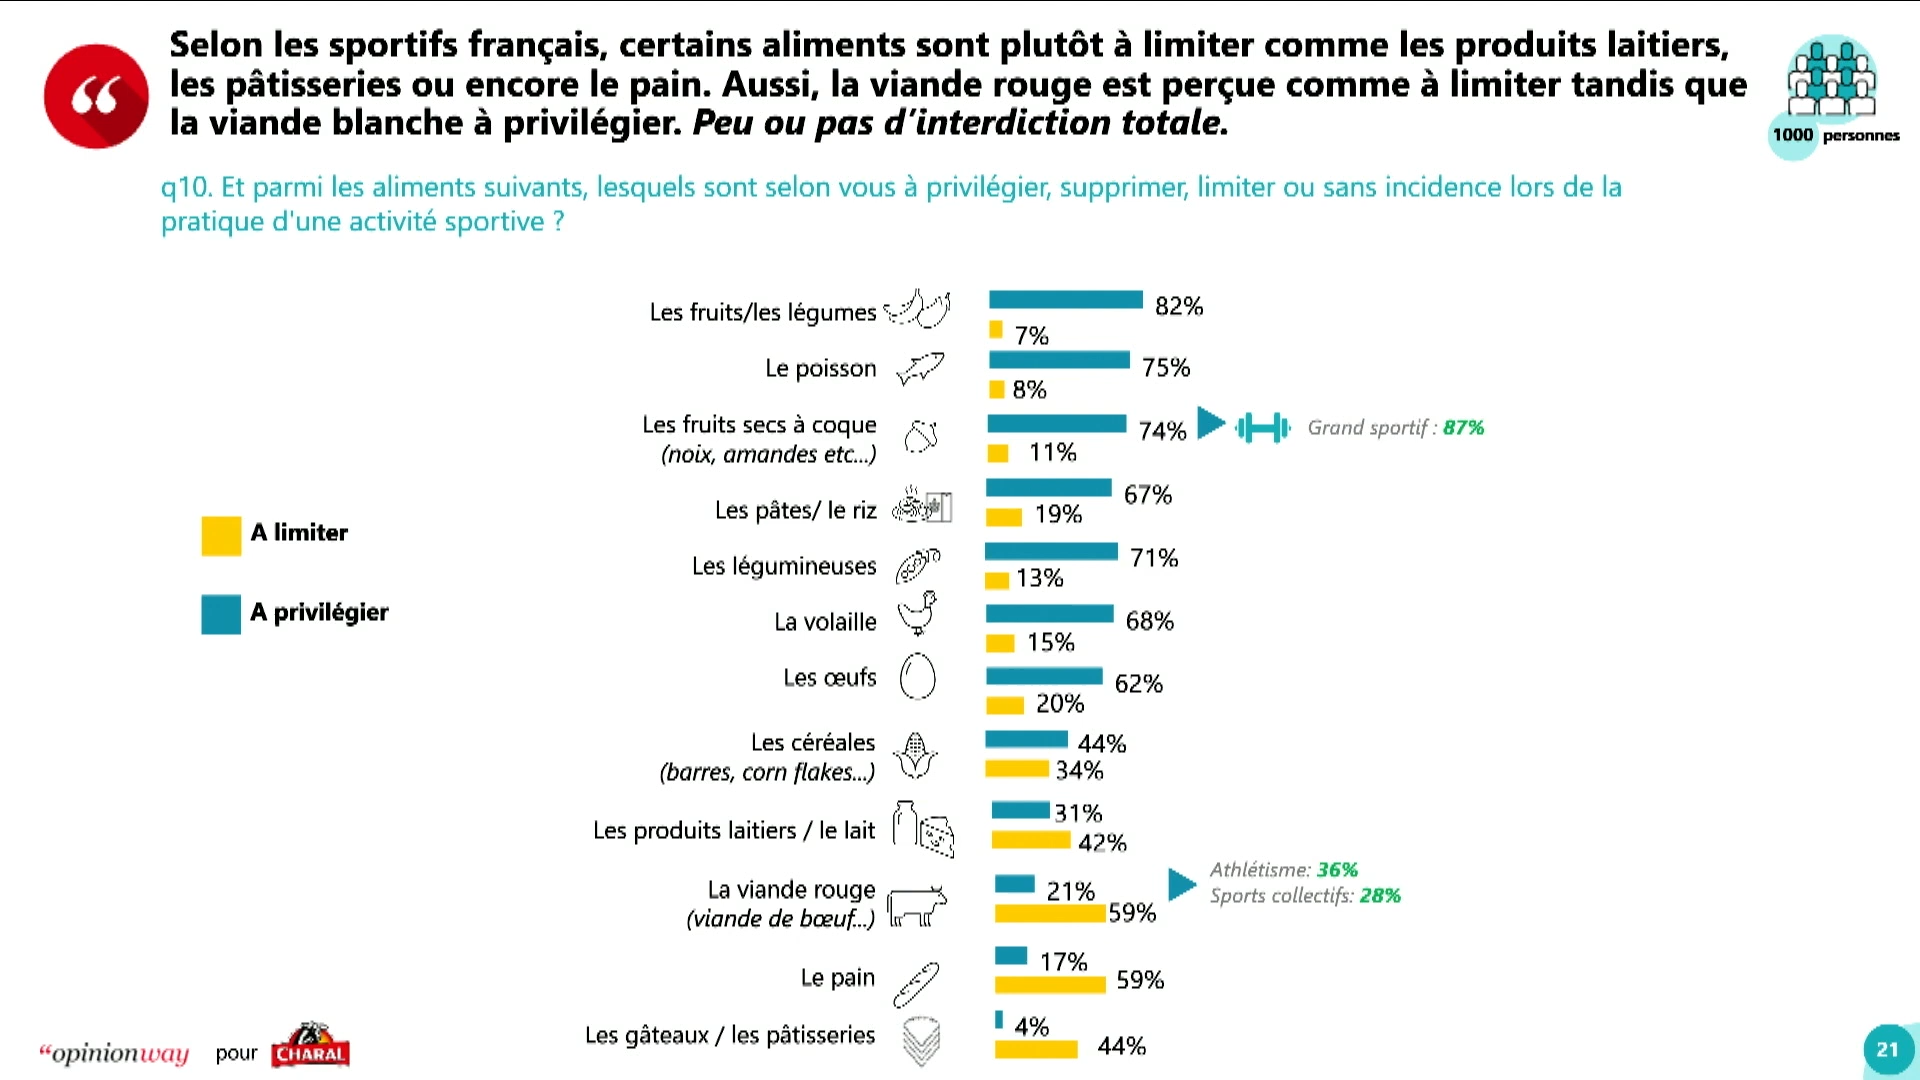 Selon les sportifs français, certains aliments sont plutôt à limiter comme les produits laitiers,
les pâtisseries ou encore le pain. Aussi, la viande rouge est perçue comme à limiter tandis que
la viande blanche à privilégier. Peu ou pas d'interdiction totale.
1000 personnes
q10. Et parmi les aliments suivants, lesquels sont selon vous à privilégier, supprimer, limiter ou sans incidence lors de la
pratique d'une activité sportive ?
Les fruits/les légumes
82%
7%
Le poisson
75%
8%
Les fruits secs à coque
(noix, amandes etc...)
74%
11%
Grand sportif : 87%
Les pâtes/ le riz
67%
19%
A limiter
A privilégier
Les légumineuses
71%
13%
La volaille
68%
15%
Les œufs
62%
20%
Les céréales
(barres, corn flakes...)
44%
34%
Les produits laitiers / le lait
31%
42%
La viande rouge
(viande de bœuf...)
21%
59%
Athlétisme: 36%
Sports collectifs: 28%
Le pain
17%
59%
Les gâteaux / les pâtisseries
4%
44%
“opinionway pour CHARAL
21